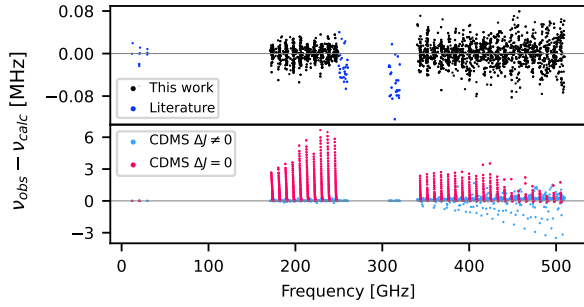 0.00
−0.08
This work
Literature
6
3
0
−3
CDMS ΔJ ≠ 0
CDMS ΔJ = 0
ν_obs − ν_calc [MHz]
0 100 200 300 400 500
Frequency [GHz]
0.08